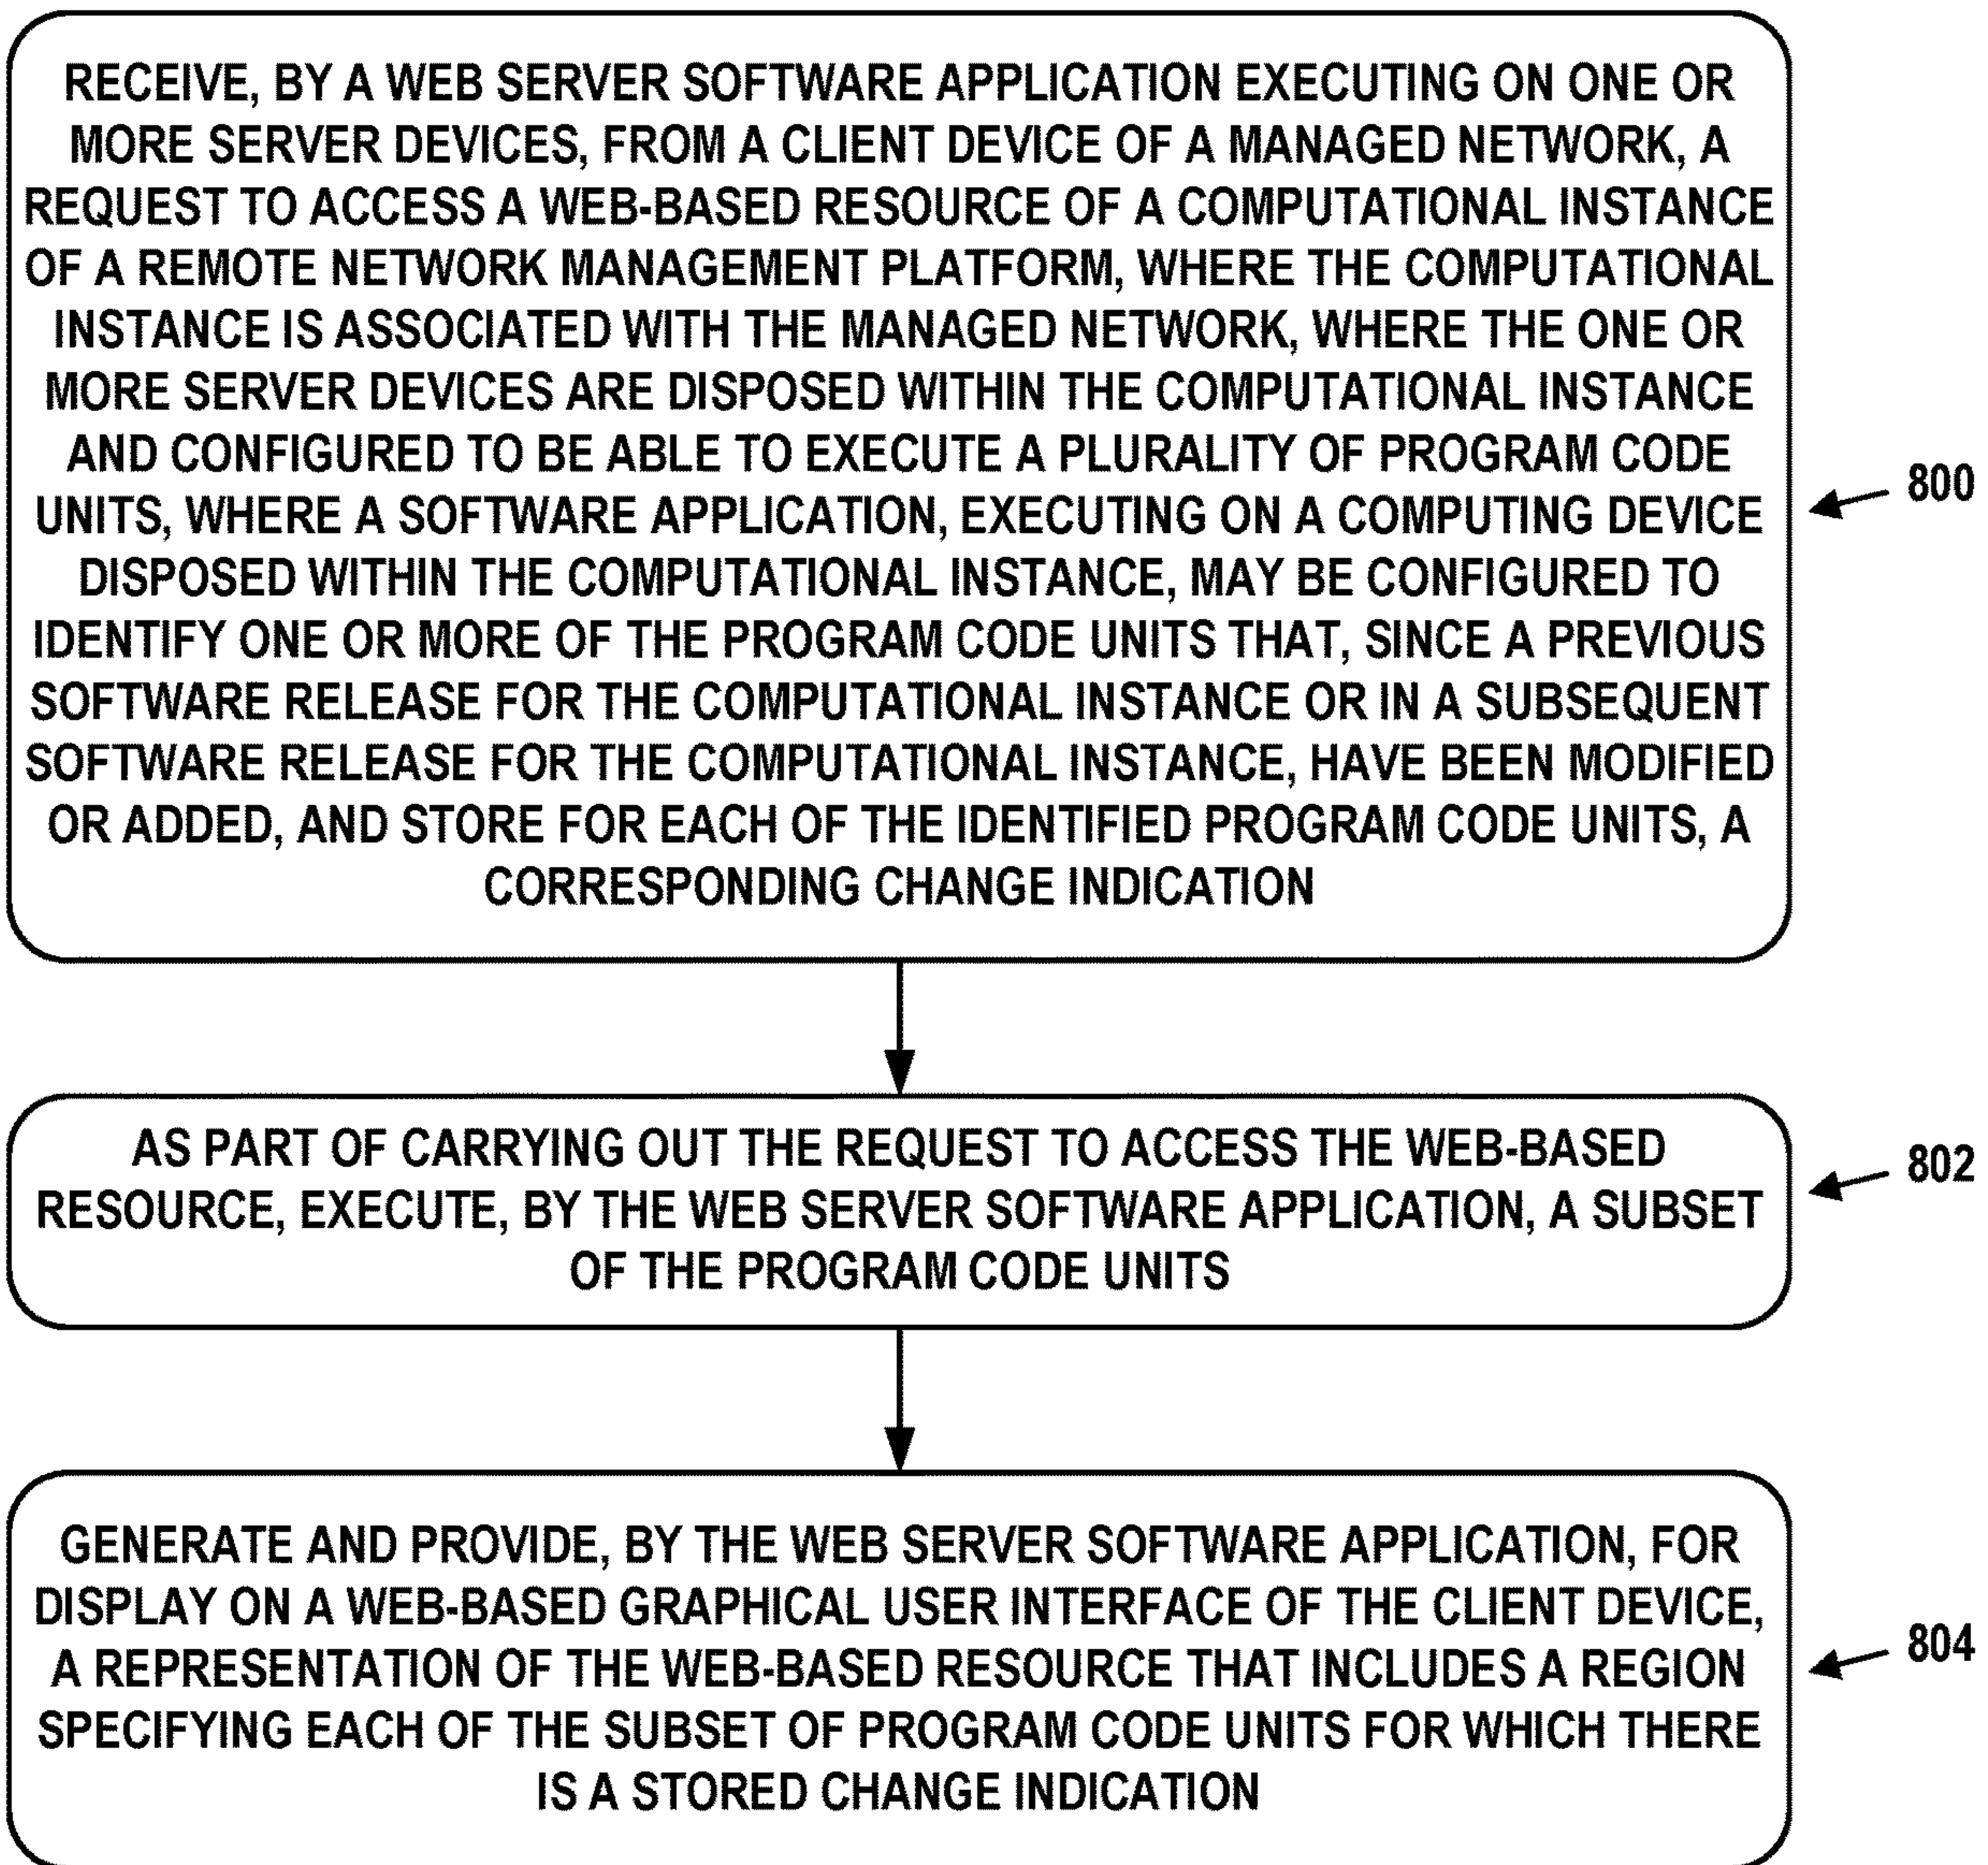 RECEIVE, BY A WEB SERVER SOFTWARE APPLICATION EXECUTING ON ONE OR
MORE SERVER DEVICES, FROM A CLIENT DEVICE OF A MANAGED NETWORK, A
REQUEST TO ACCESS A WEB-BASED RESOURCE OF A COMPUTATIONAL INSTANCE
OF A REMOTE NETWORK MANAGEMENT PLATFORM, WHERE THE COMPUTATIONAL
INSTANCE IS ASSOCIATED WITH THE MANAGED NETWORK, WHERE THE ONE OR
MORE SERVER DEVICES ARE DISPOSED WITHIN THE COMPUTATIONAL INSTANCE
AND CONFIGURED TO BE ABLE TO EXECUTE A PLURALITY OF PROGRAM CODE
UNITS, WHERE A SOFTWARE APPLICATION, EXECUTING ON A COMPUTING DEVICE
DISPOSED WITHIN THE COMPUTATIONAL INSTANCE, MAY BE CONFIGURED TO
IDENTIFY ONE OR MORE OF THE PROGRAM CODE UNITS THAT, SINCE A PREVIOUS
SOFTWARE RELEASE FOR THE COMPUTATIONAL INSTANCE OR IN A SUBSEQUENT
SOFTWARE RELEASE FOR THE COMPUTATIONAL INSTANCE, HAVE BEEN MODIFIED
OR ADDED, AND STORE FOR EACH OF THE IDENTIFIED PROGRAM CODE UNITS, A
CORRESPONDING CHANGE INDICATION
800
AS PART OF CARRYING OUT THE REQUEST TO ACCESS THE WEB-BASED
RESOURCE, EXECUTE, BY THE WEB SERVER SOFTWARE APPLICATION, A SUBSET
OF THE PROGRAM CODE UNITS
802
GENERATE AND PROVIDE, BY THE WEB SERVER SOFTWARE APPLICATION, FOR
DISPLAY ON A WEB-BASED GRAPHICAL USER INTERFACE OF THE CLIENT DEVICE,
A REPRESENTATION OF THE WEB-BASED RESOURCE THAT INCLUDES A REGION
SPECIFYING EACH OF THE SUBSET OF PROGRAM CODE UNITS FOR WHICH THERE
IS A STORED CHANGE INDICATION
804